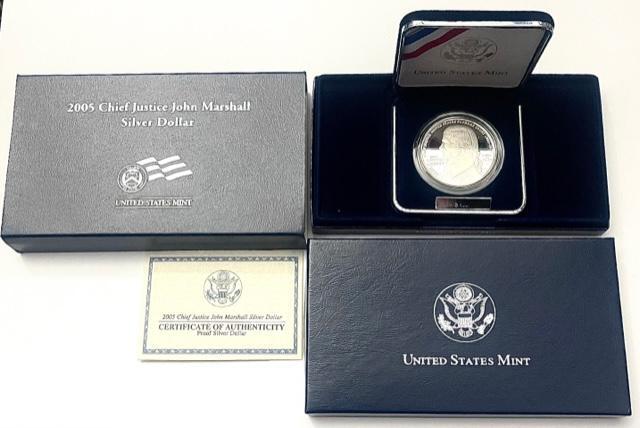 2005 Chief Justice John Marshall
Silver Dollar
UNITED STATES MINT
UNITED STATES MINT
2005 Chief Justice John Marshall Silver Dollar
CERTIFICATE OF AUTHENTICITY
Proof Silver Dollar
UNITED STATES MINT